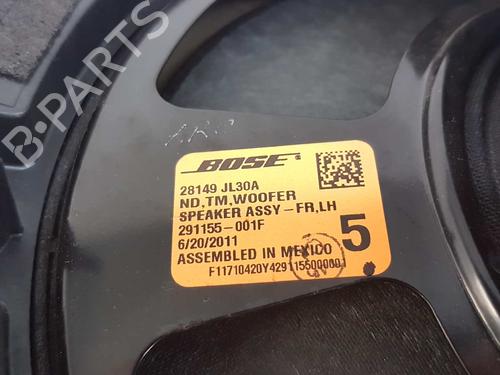 B-PARTS
BOSE
28149 JL30A
ND,TM,WOOFER
SPEAKER ASSY-FR,LH
291155-001F
6/20/2011
ASSEMBLED IN MEXICO
5